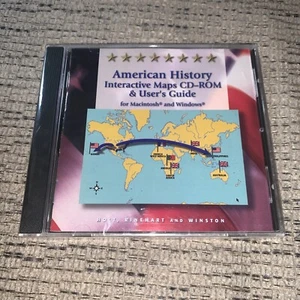 American History
Interactive Maps CD-ROM
& User's Guide
for Macintosh® and Windows®
HOLT, RINEHART AND WINSTON